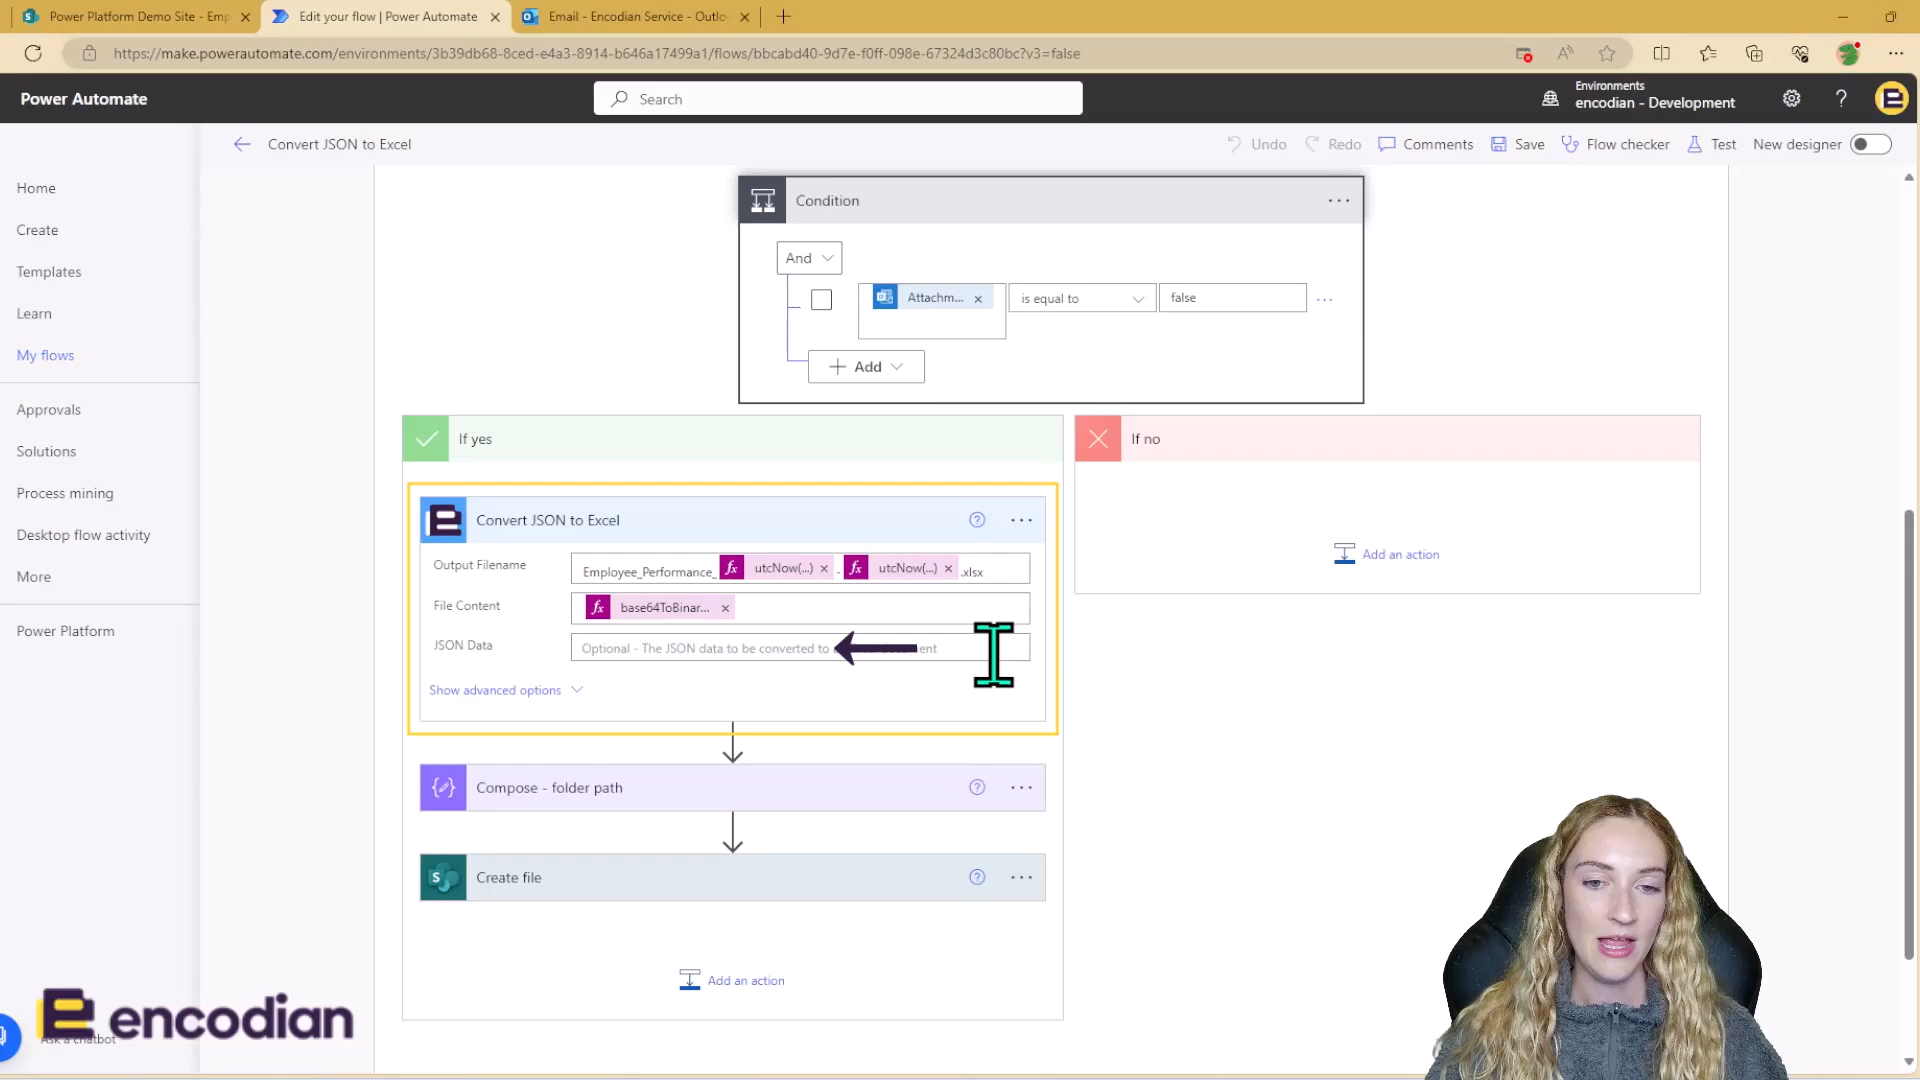 Power Platform Demo Site - Emp
Edit your flow | Power Automate
Email - Encodian Service - Outlo
https://make.powerautomate.com/environments/3b39db68-8ced-e4a3-8914-b646a17499a1/flows/bbcabd40-9d7e-f0ff-098e-67324d3c80bc?v3=false
Power Automate
Search
Environments
encodian - Development
Convert JSON to Excel
Undo
Redo
Comments
Save
Flow checker
Test
New designer
Home
Create
Templates
Learn
My flows
Approvals
Solutions
Process mining
Desktop flow activity
More
Power Platform
Ask a chatbot
Condition
And
Attachm...
is equal to
false
Add
If yes
If no
Convert JSON to Excel
Output Filename
Employee_Performance_ fx utcNow(...) - fx utcNow(...) .xlsx
File Content
fx base64ToBinar...
JSON Data
Optional - The JSON data to be converted to
Show advanced options
Compose - folder path
Create file
Add an action
Add an action
encodian